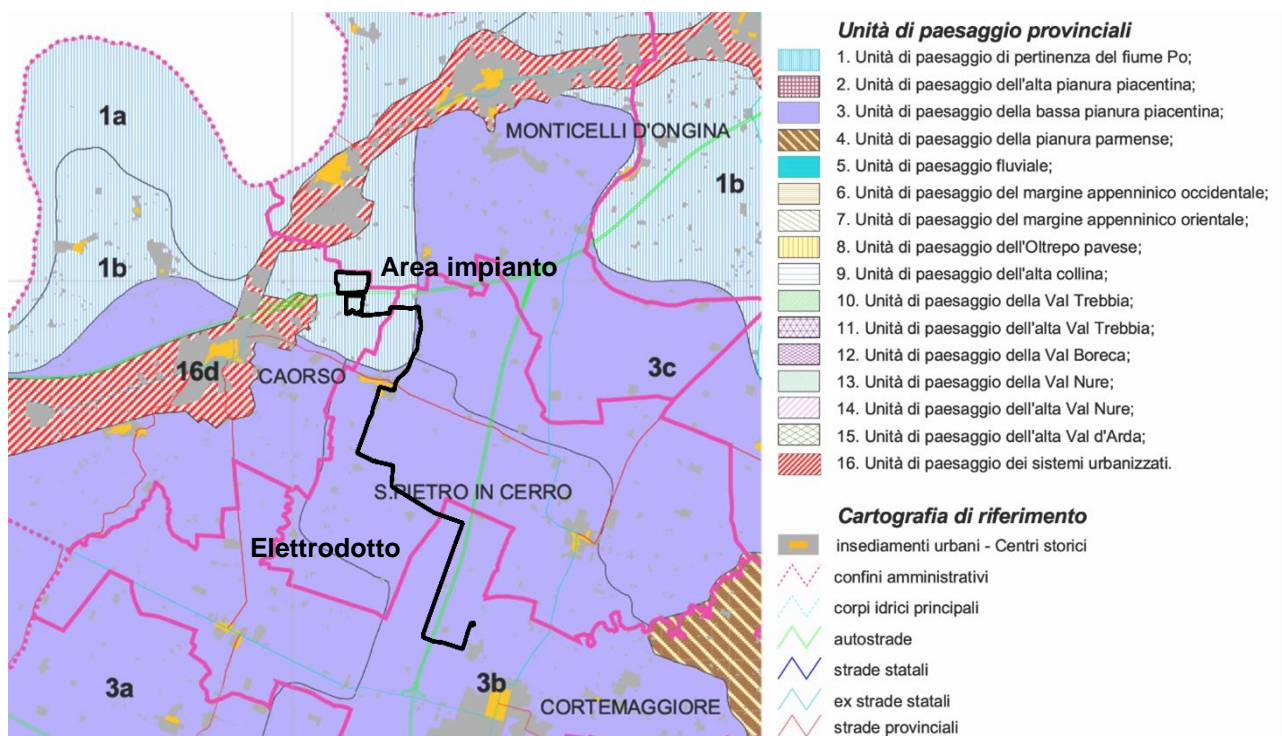 1a
MONTICELLI D'ONGINA
1b
1b
Area impianto
16d
CAORSO
3c
S.PIETRO IN CERRO
Elettrodotto
3a
3b
CORTEMAGGIORE
Unità di paesaggio provinciali
1. Unità di paesaggio di pertinenza del fiume Po;
2. Unità di paesaggio dell'alta pianura piacentina;
3. Unità di paesaggio della bassa pianura piacentina;
4. Unità di paesaggio della pianura parmense;
5. Unità di paesaggio fluviale;
6. Unità di paesaggio del margine appenninico occidentale;
7. Unità di paesaggio del margine appenninico orientale;
8. Unità di paesaggio dell'Oltrepo pavese;
9. Unità di paesaggio dell'alta collina;
10. Unità di paesaggio della Val Trebbia;
11. Unità di paesaggio dell'alta Val Trebbia;
12. Unità di paesaggio della Val Boreca;
13. Unità di paesaggio della Val Nure;
14. Unità di paesaggio dell'alta Val Nure;
15. Unità di paesaggio dell'alta Val d'Arda;
16. Unità di paesaggio dei sistemi urbanizzati.
Cartografia di riferimento
insediamenti urbani - Centri storici
confini amministrativi
corpi idrici principali
autostrade
strade statali
ex strade statali
strade provinciali